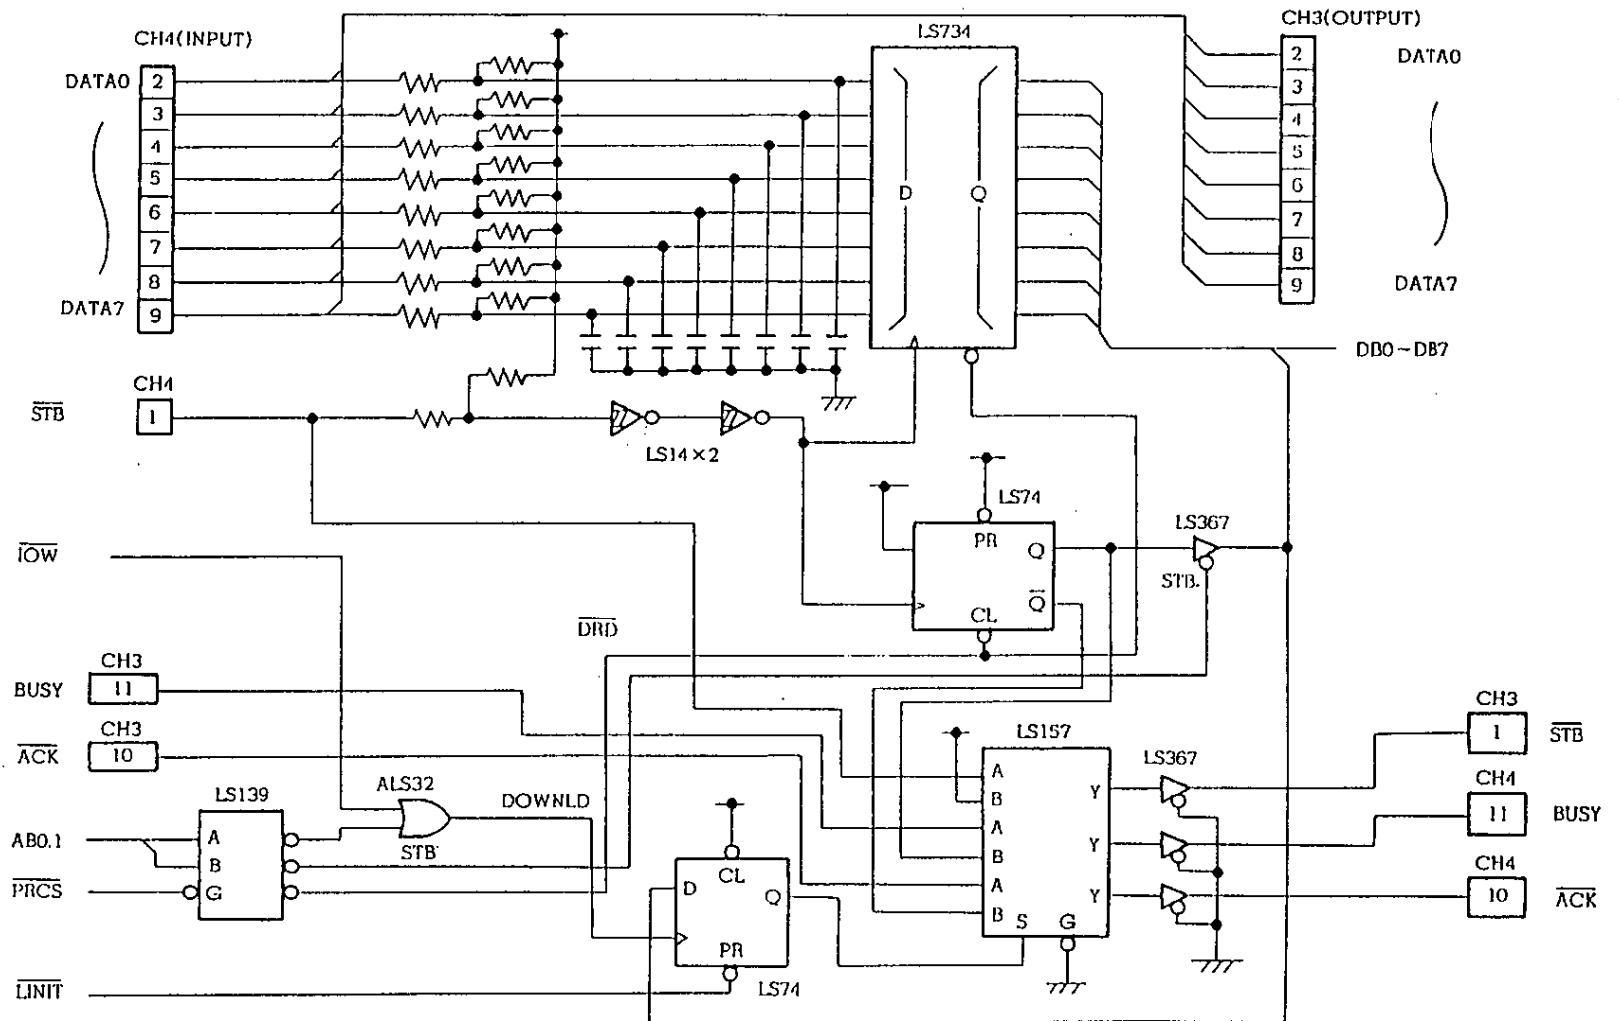 CH4(INPUT)
LS734
CH3(OUTPUT)
DATA0
2
3
4
5
6
7
8
9
DATA7
D
Q
2
3
4
5
6
7
8
9
DATA0
DATA7
DB0~DB7
CH4
STB
1
LS14×2
LS74
PR
Q
Q
CL
LS367
STB.
IOW
DRD
CH3
BUSY
11
CH3
ACK
10
LS139
A
B
G
AB0.1
PRCS
ALS32
STB
DOWNLD
D
CL
Q
PR
LS74
LINIT
LS157
A
B
A
B
A
B
S
G
Y
Y
Y
LS367
CH3
1
STB
CH4
11
BUSY
CH4
10
ACK